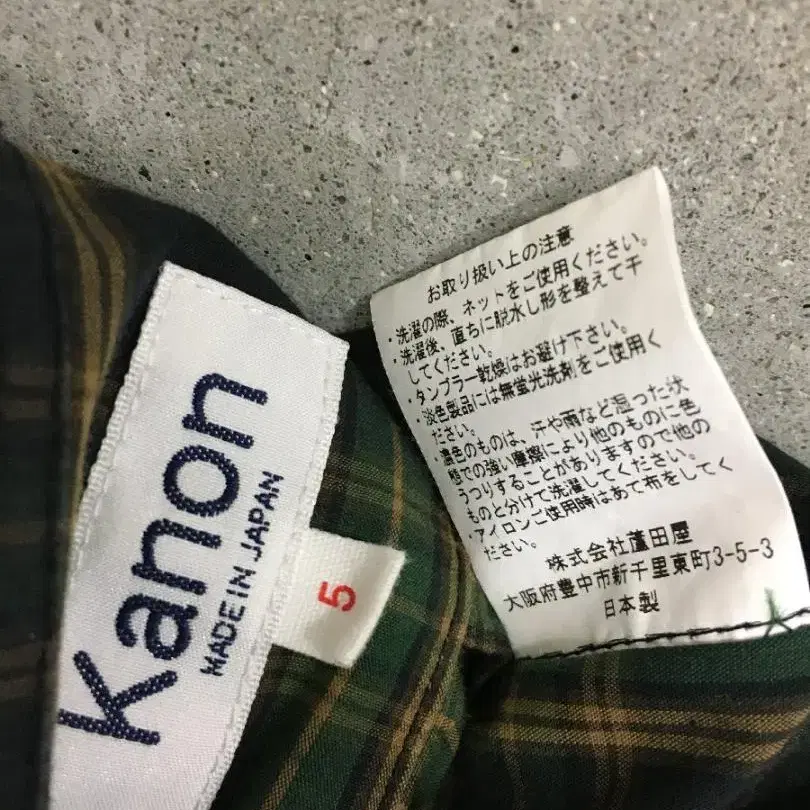 Kanon
MADE IN JAPAN
5
お取り扱い上の注意
・洗濯の際、ネットをご使用ください。
・洗濯後、直ちに脱水し形を整えて干
してください。
・タンブラー乾燥はお避け下さい。
・淡色製品には無蛍光洗剤をご使用く
ださい。
・濃色のものは、汗や雨など湿った状
態での強い摩擦により他のものに色
うつりすることがありますので他の
ものと分けて洗濯してください。
・アイロンご使用時はあて布をしてく
ださい。
株式会社蓮田屋
大阪府豊中市新千里東町3-5-3
日本製